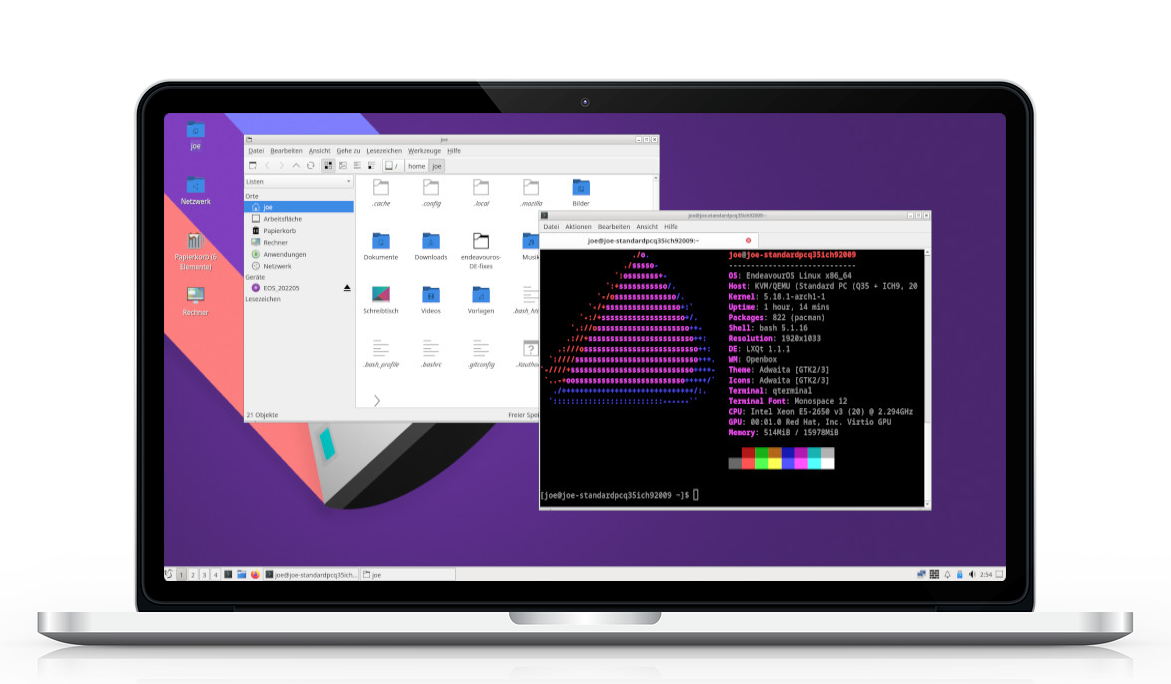 joe
Netzwerk
Papierkorb (6
Elemente)
Rechner
joe
Datei Bearbeiten Ansicht Gehe zu Lesezeichen Werkzeuge Hilfe
/ home joe
Listen
Orte
joe
Arbeitsfläche
Papierkorb
Rechner
Anwendungen
Netzwerk
Geräte
EOS_202205
Lesezeichen
.cache .config .local .mozilla Bilder
Dokumente Downloads endeavouros- Musik
DE-fixes
Schreibtisch Videos Vorlagen
.bash_profile .bashrc .gitconfig
21 Objekte
joe@joe-standardpcq35ich92009:~
Datei Aktionen Bearbeiten Ansicht Hilfe
joe@joe-standardpcq35ich92009:~
joe@joe-standardpcq35ich92009
-----------------------------
OS: EndeavourOS Linux x86_64
Host: KVM/QEMU (Standard PC (Q35 + ICH9, 20
Kernel: 5.18.1-arch1-1
Uptime: 1 hour, 14 mins
Packages: 822 (pacman)
Shell: bash 5.1.16
Resolution: 1920x1033
DE: LXQt 1.1.1
WM: Openbox
Theme: Adwaita [GTK2/3]
Icons: Adwaita [GTK2/3]
Terminal: qterminal
Terminal Font: Monospace 12
CPU: Intel Xeon E5-2650 v3 (20) @ 2.294GHz
GPU: 00:01.0 Red Hat, Inc. Virtio GPU
Memory: 514MiB / 15978MiB
[joe@joe-standardpcq35ich92009 ~]$
1 2 3 4 joe@joe-standardpcq35ich... joe 2:54